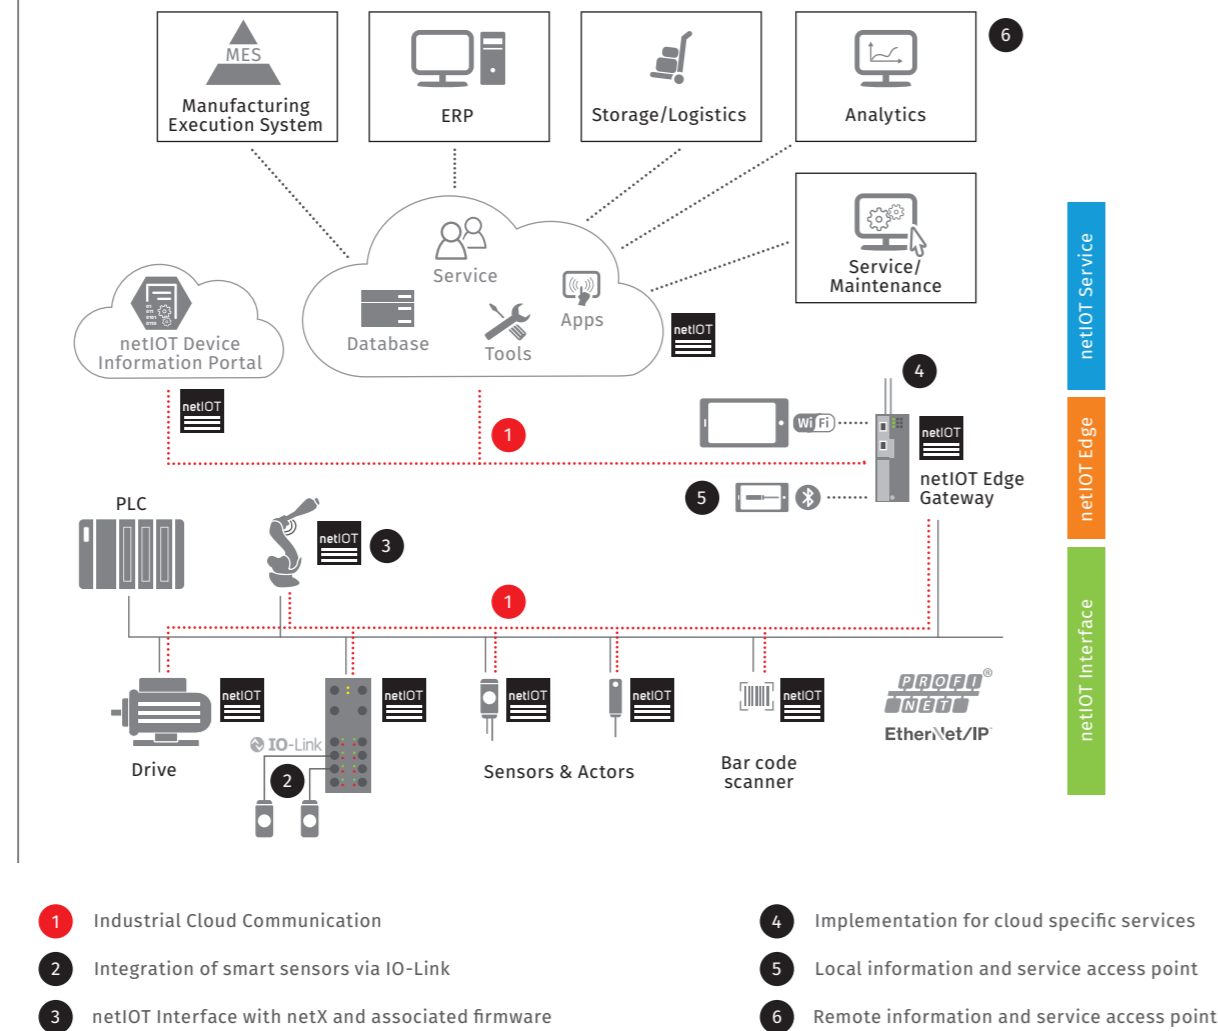 MES
Manufacturing
Execution System
ERP
Storage/Logistics
Analytics
6
Service/
Maintenance
Service
Database
Tools
Apps
netIOT
netIOT Device
Information Portal
netIOT
netIOT Service
4
WiFi
netIOT
1
netIOT Edge
Gateway
5
netIOT Edge
PLC
netIOT
3
1
netIOT
netIOT
netIOT
netIOT
netIOT
PROFI®
NET
EtherNet/IP
netIOT Interface
IO-Link
Drive
2
Sensors & Actors
Bar code
scanner
1 Industrial Cloud Communication
2 Integration of smart sensors via IO-Link
3 netIOT Interface with netX and associated firmware
4 Implementation for cloud specific services
5 Local information and service access point
6 Remote information and service access point